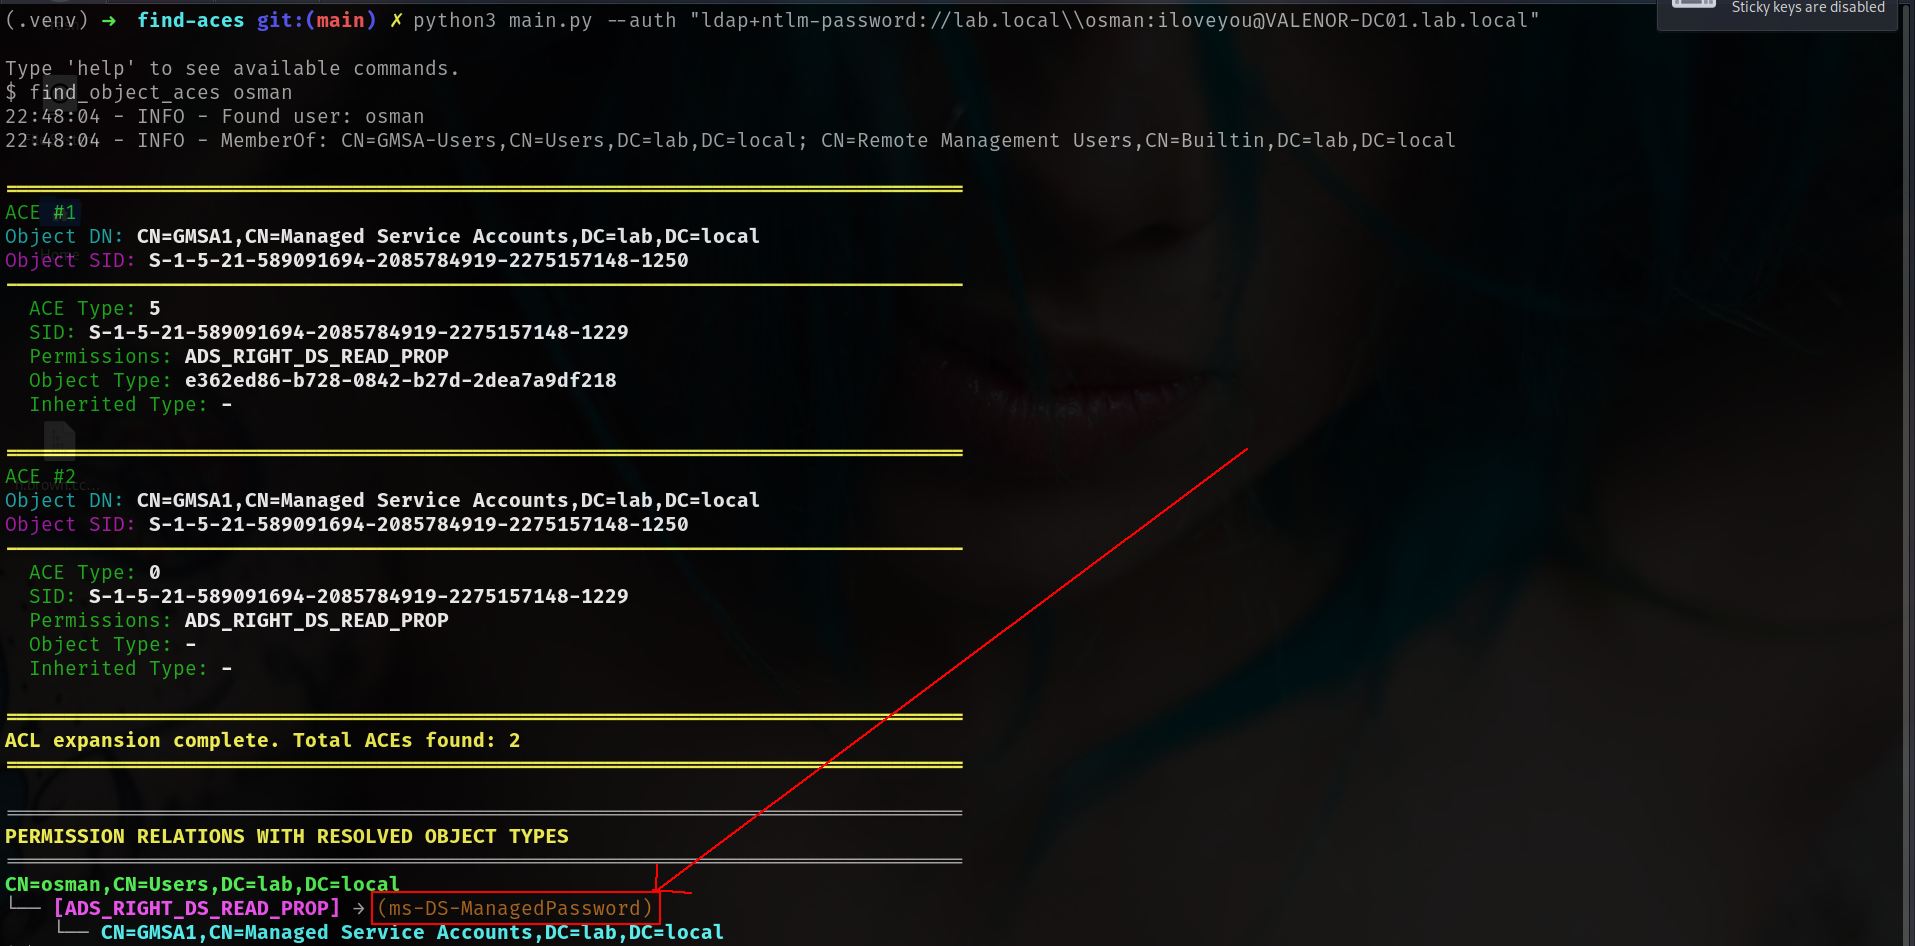 Sticky keys are disabled
(.venv) → find-aces git:(main) ✗ python3 main.py --auth "ldap+ntlm-password://lab.local\\osman:iloveyou@VALENOR-DC01.lab.local"
Type 'help' to see available commands.
$ find_object_aces osman
22:48:04 - INFO - Found user: osman
22:48:04 - INFO - MemberOf: CN=GMSA-Users,CN=Users,DC=lab,DC=local; CN=Remote Management Users,CN=Builtin,DC=lab,DC=local
ACE #1
Object DN: CN=GMSA1,CN=Managed Service Accounts,DC=lab,DC=local
Object SID: S-1-5-21-589091694-2085784919-2275157148-1250
ACE Type: 5
SID: S-1-5-21-589091694-2085784919-2275157148-1229
Permissions: ADS_RIGHT_DS_READ_PROP
Object Type: e362ed86-b728-0842-b27d-2dea7a9df218
Inherited Type: -
ACE #2
Object DN: CN=GMSA1,CN=Managed Service Accounts,DC=lab,DC=local
Object SID: S-1-5-21-589091694-2085784919-2275157148-1250
ACE Type: 0
SID: S-1-5-21-589091694-2085784919-2275157148-1229
Permissions: ADS_RIGHT_DS_READ_PROP
Object Type: -
Inherited Type: -
ACL expansion complete. Total ACEs found: 2
PERMISSION RELATIONS WITH RESOLVED OBJECT TYPES
CN=osman,CN=Users,DC=lab,DC=local
└── [ADS_RIGHT_DS_READ_PROP] → (ms-DS-ManagedPassword)
└── CN=GMSA1,CN=Managed Service Accounts,DC=lab,DC=local